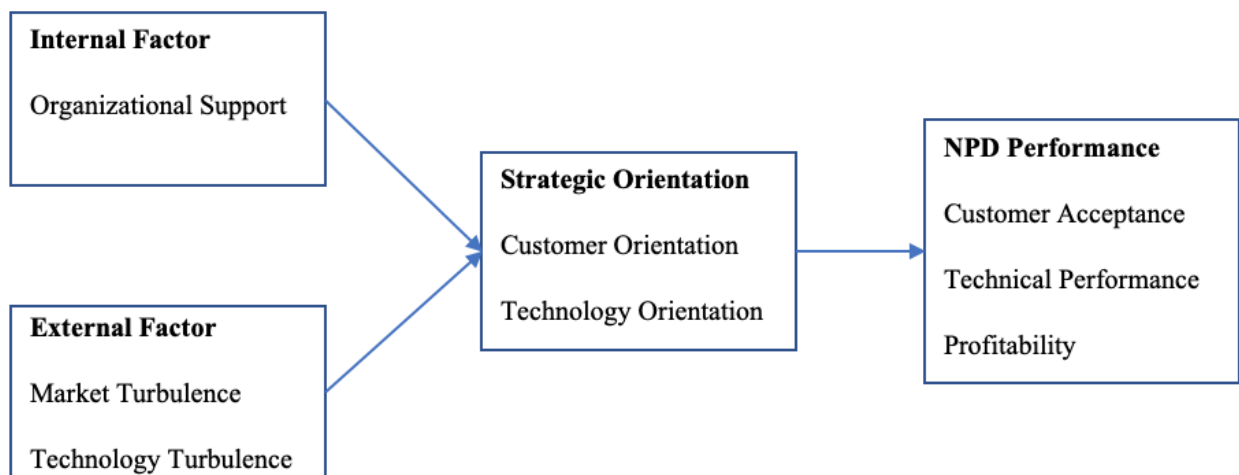 Internal Factor
Organizational Support
External Factor
Market Turbulence
Technology Turbulence
Strategic Orientation
Customer Orientation
Technology Orientation
NPD Performance
Customer Acceptance
Technical Performance
Profitability